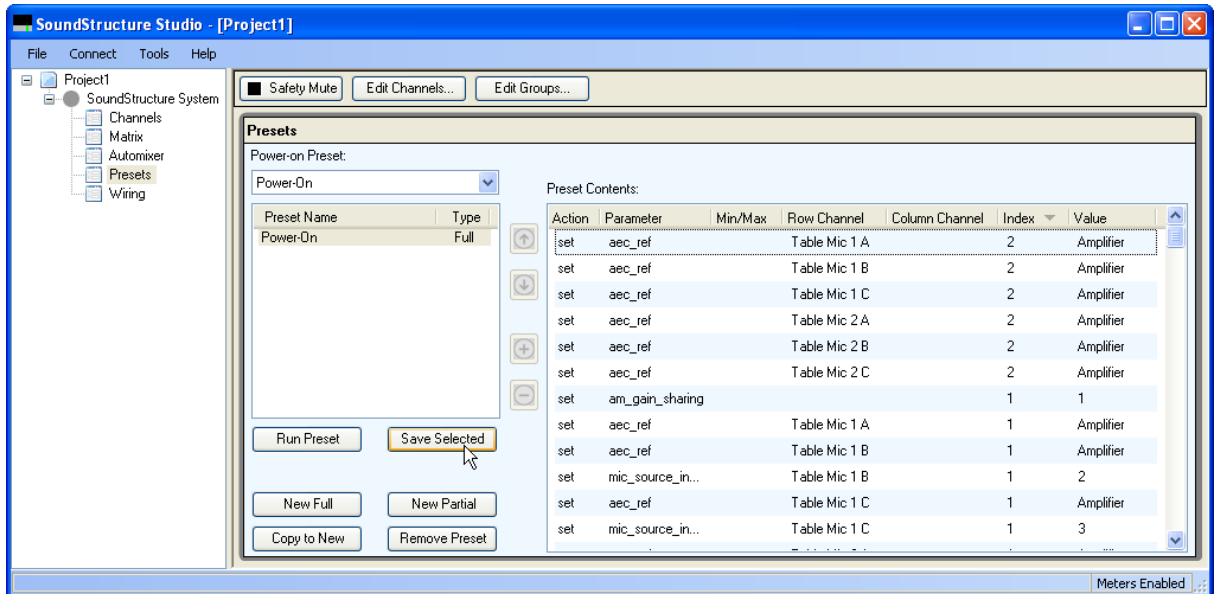 SoundStructure Studio - [Project1]
File Connect Tools Help
Project1
SoundStructure System
Channels
Matrix
Automixer
Presets
Wiring
Safety Mute Edit Channels... Edit Groups...
Presets
Power-on Preset:
Power-On
Preset Name Type
Power-On Full
Run Preset Save Selected
New Full New Partial
Copy to New Remove Preset
Preset Contents:
Action Parameter Min/Max Row Channel Column Channel Index Value
set aec_ref Table Mic 1 A 2 Amplifier
set aec_ref Table Mic 1 B 2 Amplifier
set aec_ref Table Mic 1 C 2 Amplifier
set aec_ref Table Mic 2 A 2 Amplifier
set aec_ref Table Mic 2 B 2 Amplifier
set aec_ref Table Mic 2 C 2 Amplifier
set am_gain_sharing 1 1
set aec_ref Table Mic 1 A 1 Amplifier
set aec_ref Table Mic 1 B 1 Amplifier
set mic_source_in... Table Mic 1 B 1 2
set aec_ref Table Mic 1 C 1 Amplifier
set mic_source_in... Table Mic 1 C 1 3
Meters Enabled